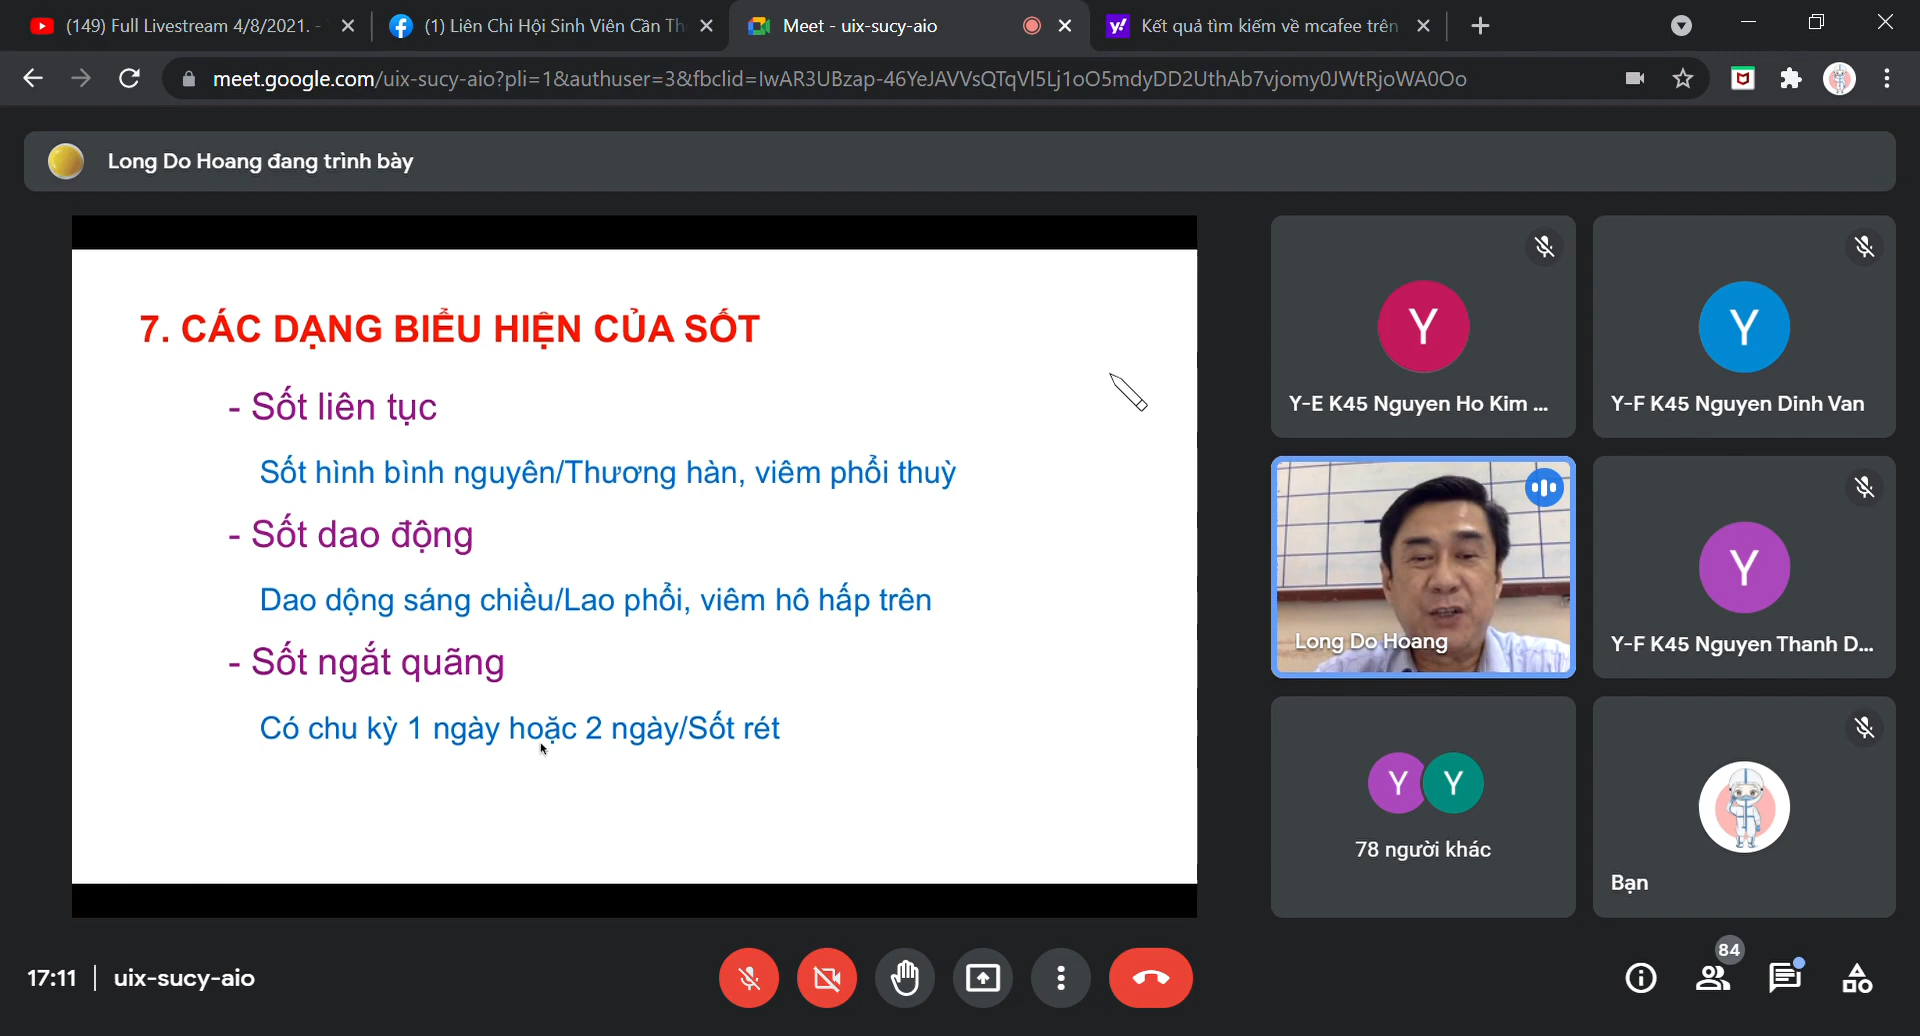 (149) Full Livestream 4/8/2021. -
(1) Liên Chi Hội Sinh Viên Cần Th
Meet - uix-sucy-aio
Kết quả tìm kiếm về mcafee trên
meet.google.com/uix-sucy-aio?pli=1&authuser=3&fbclid=IwAR3UBzap-46YeJAVVsQTqVl5Lj1oO5mdyDD2UthAb7vjomy0JWtRjoWA0Oo
Long Do Hoang đang trình bày
7. CÁC DẠNG BIỂU HIỆN CỦA SỐT
- Sốt liên tục
Sốt hình bình nguyên/Thương hàn, viêm phổi thuỳ
- Sốt dao động
Dao dộng sáng chiều/Lao phổi, viêm hô hấp trên
- Sốt ngắt quãng
Có chu kỳ 1 ngày hoặc 2 ngày/Sốt rét
Y
Y-E K45 Nguyen Ho Kim ...
Y
Y-F K45 Nguyen Dinh Van
Long Do Hoang
Y
Y-F K45 Nguyen Thanh D...
Y Y
78 người khác
Bạn
17:11 | uix-sucy-aio
84